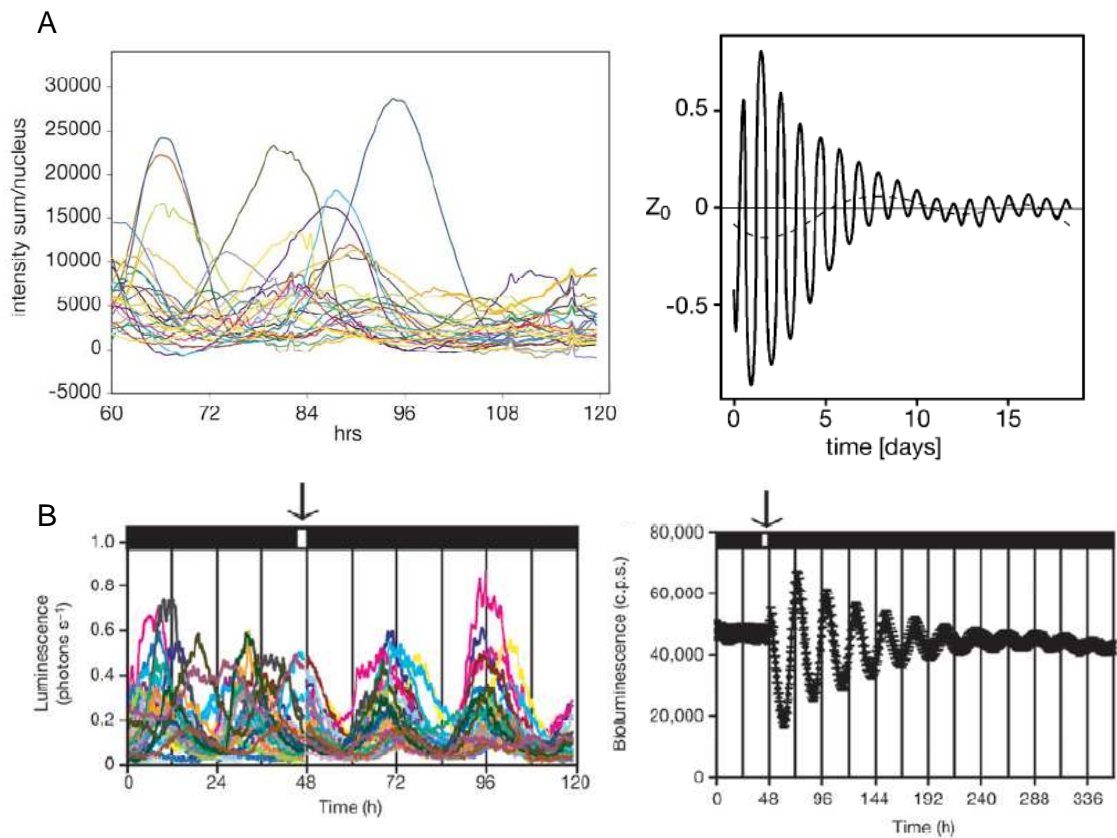 A
30000
25000
20000
15000
10000
5000
0
-5000
intensity sum/nucleus
60 72 84 96 108 120
hrs
0.5
0
-0.5
Z0
0 5 10 15
time [days]
B
1.0
0.8
0.6
0.4
0.2
0
Luminescence
(photons s⁻¹)
0 24 48 72 96 120
Time (h)
80,000
60,000
40,000
20,000
0
Bioluminescence (c.p.s.)
0 48 96 144 192 240 288 336
Time (h)